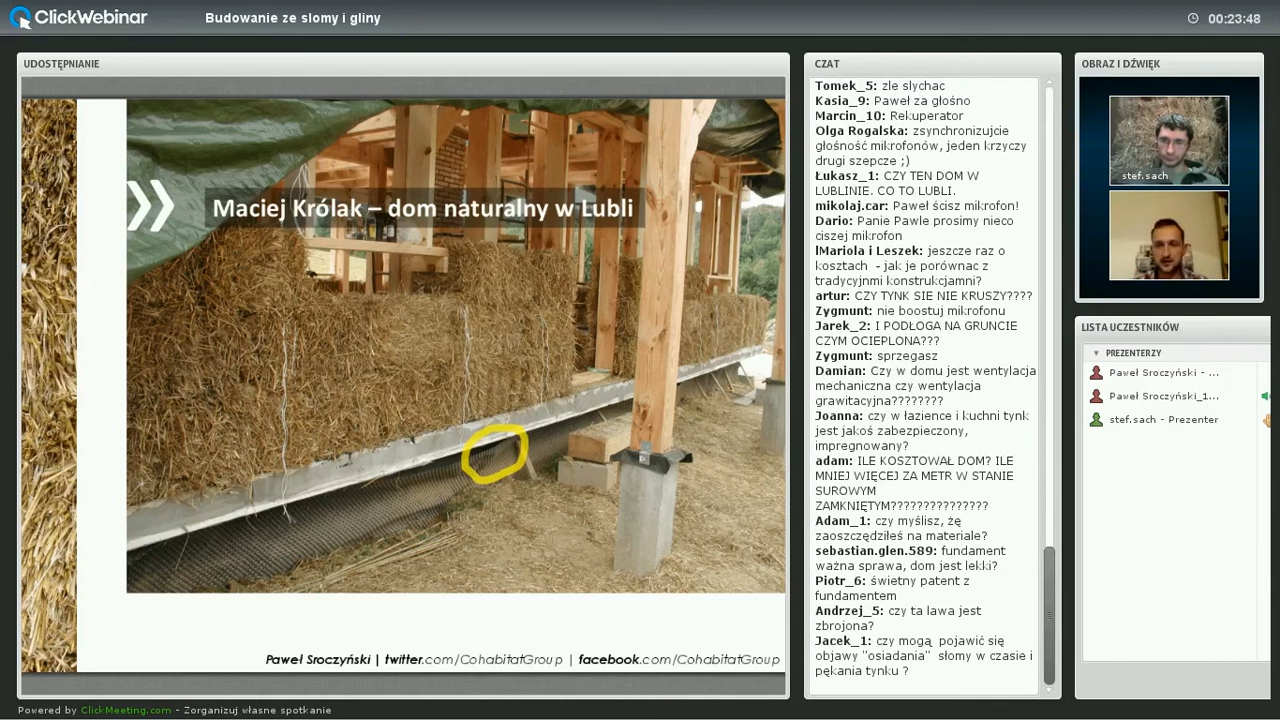 ClickWebinar
Budowanie ze slomy i gliny
00:23:48
UDOSTĘPNIANIE
Maciej Królak – dom naturalny w Lubli
Paweł Sroczyński | twitter.com/CohabitatGroup | facebook.com/CohabitatGroup
CZAT
Tomek_5: zle slychac
Kasia_9: Paweł za głośno
Marcin_10: Rekuperator
Olga Rogalska: zsynchronizujcie
głośność mikrofonów, jeden krzyczy
drugi szepcze ;)
Łukasz_1: CZY TEN DOM W
LUBLINIE. CO TO LUBLI.
mikolaj.car: Paweł ścisz mikrofon!
Dario: Panie Pawle prosimy nieco
ciszej mikrofon
lMariola i Leszek: jeszcze raz o
kosztach - jak je porównac z
tradycyjnmi konstrukcjamni?
artur: CZY TYNK SIE NIE KRUSZY????
Zygmunt: nie boostuj mikrofonu
Jarek_2: I PODŁOGA NA GRUNCIE
CZYM OCIEPLONA???
Zygmunt: sprzegasz
Damian: Czy w domu jest wentylacja
mechaniczna czy wentylacja
grawitacyjna????????
Joanna: czy w łazience i kuchni tynk
jest jakoś zabezpieczony,
impregnowany?
adam: ILE KOSZTOWAŁ DOM? ILE
MNIEJ WIĘCEJ ZA METR W STANIE
SUROWYM
ZAMKNIĘTYM???????????????
Adam_1: czy myślisz, żę
zaoszczędziłeś na materiale?
sebastian.glen.589: fundament
ważna sprawa, dom jest lekki?
Piotr_6: świetny patent z
fundamentem
Andrzej_5: czy ta lawa jest
zbrojona?
Jacek_1: czy mogą pojawić się
objawy "osiadania" słomy w czasie i
pękania tynku ?
OBRAZ I DŹWIĘK
stef.sach
LISTA UCZESTNIKÓW
PREZENTERZY
Paweł Sroczyński - ...
Paweł Sroczyński_1...
stef.sach - Prezenter
Powered by ClickMeeting.com - Zorganizuj własne spotkanie